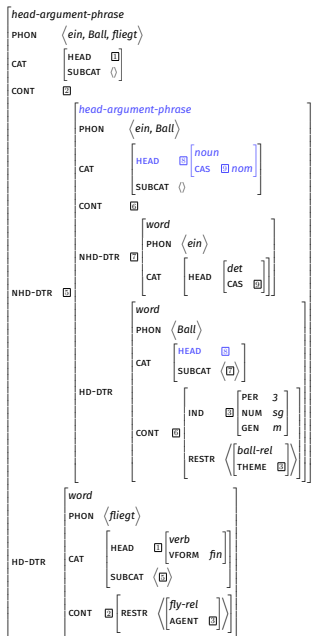 head-argument-phrase
PHON ⟨ein, Ball, fliegt⟩
CAT [HEAD 1
SUBCAT ⟨⟩]
CONT 2
head-argument-phrase
PHON ⟨ein, Ball⟩
CAT [HEAD 8 [noun
CAS 9 nom]
SUBCAT ⟨⟩]
CONT 6
word
PHON ⟨ein⟩
NHD-DTR 7
CAT [HEAD [det
CAS 9]]
NHD-DTR 5
word
PHON ⟨Ball⟩
CAT [HEAD 8
SUBCAT ⟨7⟩]
HD-DTR
CONT 6 [IND 3 [PER 3
NUM sg
GEN m]
RESTR ⟨[ball-rel
THEME 3]⟩]
word
PHON ⟨fliegt⟩
HD-DTR
CAT [HEAD 1 [verb
VFORM fin]
SUBCAT ⟨5⟩]
CONT 2 [RESTR ⟨[fly-rel
AGENT 3]⟩]